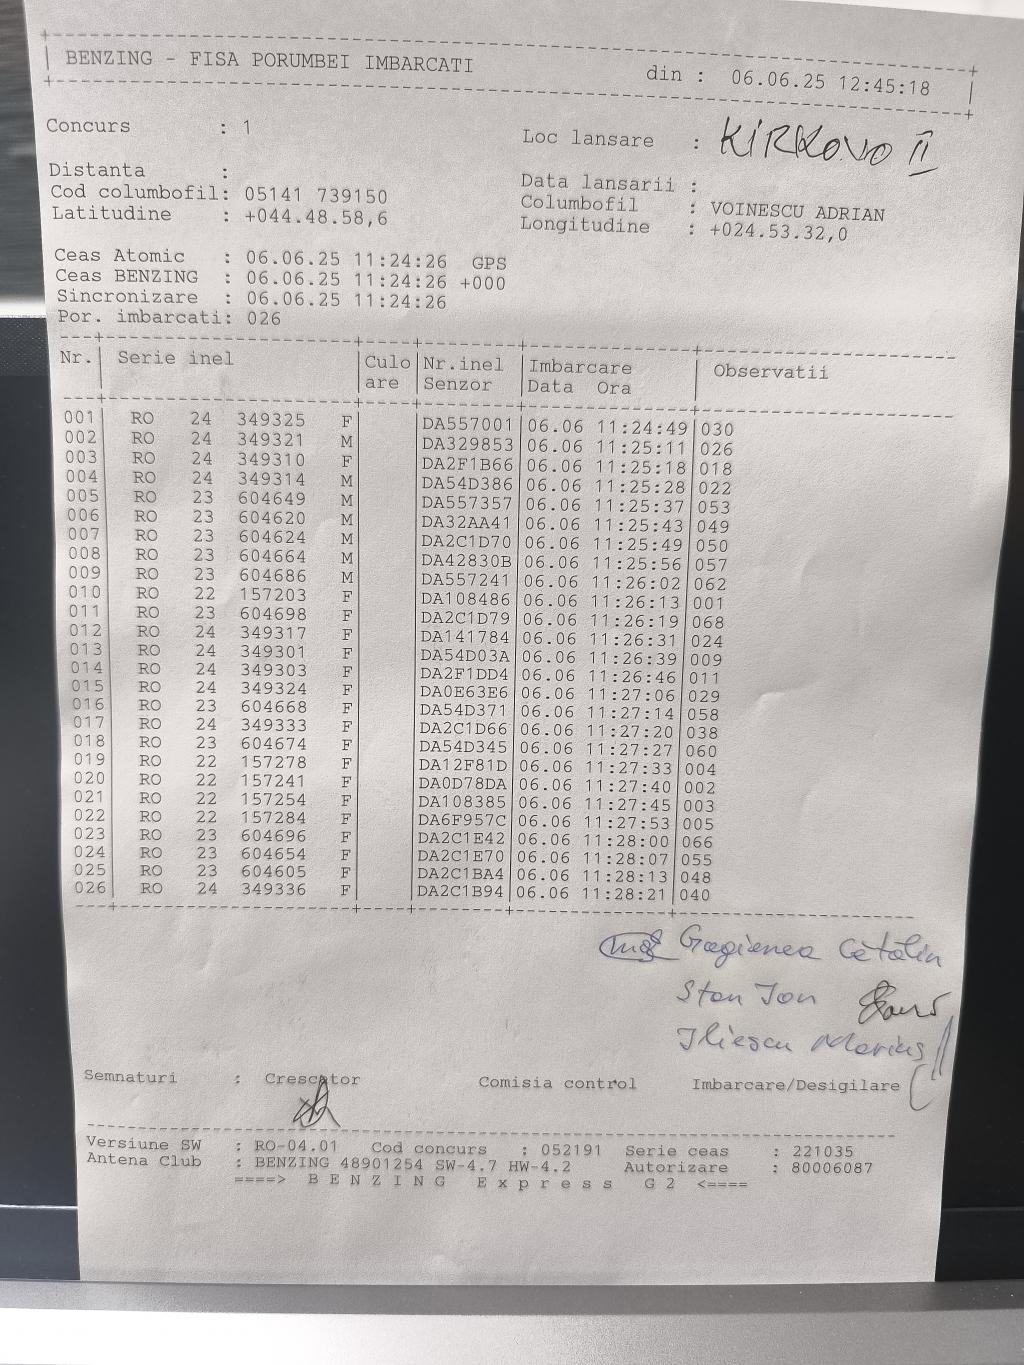 BENZING - FISA PORUMBEI IMBARCATI din : 06.06.25 12:45:18
Concurs : 1 Loc lansare : KIRKOVO II
Distanta : Data lansarii :
Cod columbofil: 05141 739150 Columbofil : VOINESCU ADRIAN
Latitudine : +044.48.58,6 Longitudine : +024.53.32,0
Ceas Atomic : 06.06.25 11:24:26 GPS
Ceas BENZING : 06.06.25 11:24:26 +000
Sincronizare : 06.06.25 11:24:26
Por. imbarcati: 026
Nr. Serie inel Culo Nr.inel Imbarcare Observatii
are Senzor Data Ora
001 RO 24 349325 F DA557001 06.06 11:24:49 030
002 RO 24 349321 M DA329853 06.06 11:25:11 026
003 RO 24 349310 F DA2F1B66 06.06 11:25:18 018
004 RO 24 349314 M DA54D386 06.06 11:25:28 022
005 RO 23 604649 M DA557357 06.06 11:25:37 053
006 RO 23 604620 M DA32AA41 06.06 11:25:43 049
007 RO 23 604624 M DA2C1D70 06.06 11:25:49 050
008 RO 23 604664 M DA42830B 06.06 11:25:56 057
009 RO 23 604686 M DA557241 06.06 11:26:02 062
010 RO 22 157203 F DA108486 06.06 11:26:13 001
011 RO 23 604698 F DA2C1D79 06.06 11:26:19 068
012 RO 24 349317 F DA141784 06.06 11:26:31 024
013 RO 24 349301 F DA54D03A 06.06 11:26:39 009
014 RO 24 349303 F DA2F1DD4 06.06 11:26:46 011
015 RO 24 349324 F DA0E63E6 06.06 11:27:06 029
016 RO 23 604668 F DA54D371 06.06 11:27:14 058
017 RO 24 349333 F DA2C1D66 06.06 11:27:20 038
018 RO 23 604674 F DA54D345 06.06 11:27:27 060
019 RO 22 157278 F DA12F81D 06.06 11:27:33 004
020 RO 22 157241 F DA0D78DA 06.06 11:27:40 002
021 RO 22 157254 F DA108385 06.06 11:27:45 003
022 RO 22 157284 F DA6F957C 06.06 11:27:53 005
023 RO 23 604696 F DA2C1E42 06.06 11:28:00 066
024 RO 23 604654 F DA2C1E70 06.06 11:28:07 055
025 RO 23 604605 F DA2C1BA4 06.06 11:28:13 048
026 RO 24 349336 F DA2C1B94 06.06 11:28:21 040
Cătălin
Stan Ion
Iliescu Marius
Semnaturi : Crescator Comisia control Imbarcare/Desigilare
Versiune SW : RO-04.01 Cod concurs : 052191 Serie ceas : 221035
Antena Club : BENZING 48901254 SW-4.7 HW-4.2 Autorizare : 80006087
====> B E N Z I N G E x p r e s s G 2 <====